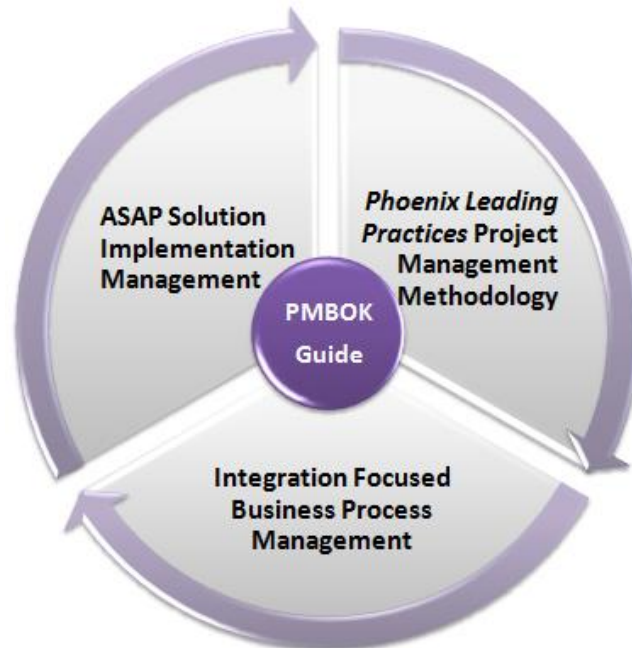 ASAP Solution
Implementation
Management
Phoenix Leading
Practices Project
Management
Methodology
PMBOK
Guide
Integration Focused
Business Process
Management